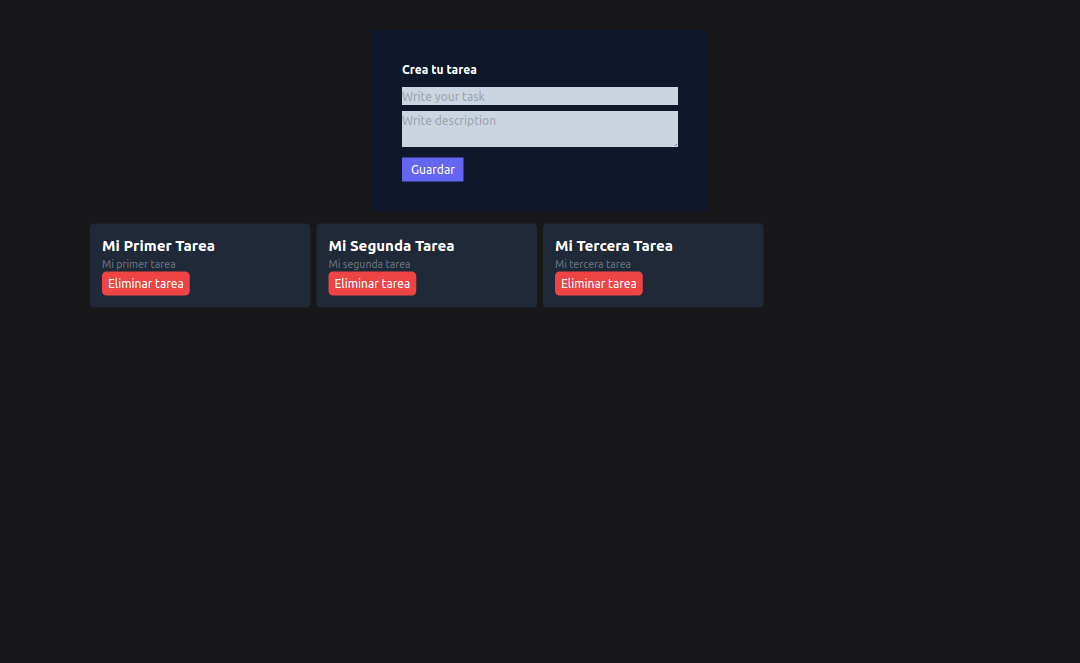 Crea tu tarea
Write your task
Write description
Guardar
Mi Primer Tarea
Mi primer tarea
Eliminar tarea
Mi Segunda Tarea
Mi segunda tarea
Eliminar tarea
Mi Tercera Tarea
Mi tercera tarea
Eliminar tarea